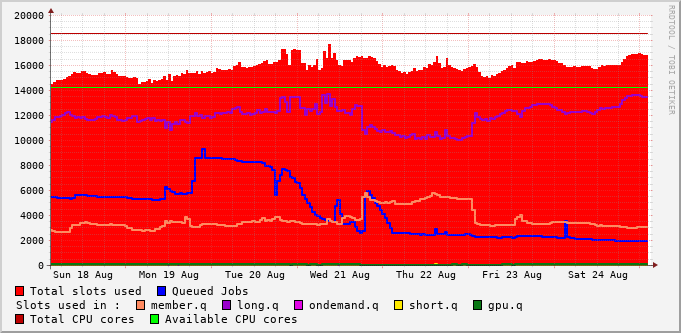 20000
18000
16000
14000
12000
10000
8000
6000
4000
2000
0
Sun 18 Aug Mon 19 Aug Tue 20 Aug Wed 21 Aug Thu 22 Aug Fri 23 Aug Sat 24 Aug
Total slots used Queued Jobs
Slots used in : member.q long.q ondemand.q short.q gpu.q
Total CPU cores Available CPU cores
RRDTOOL / TOBI OETIKER